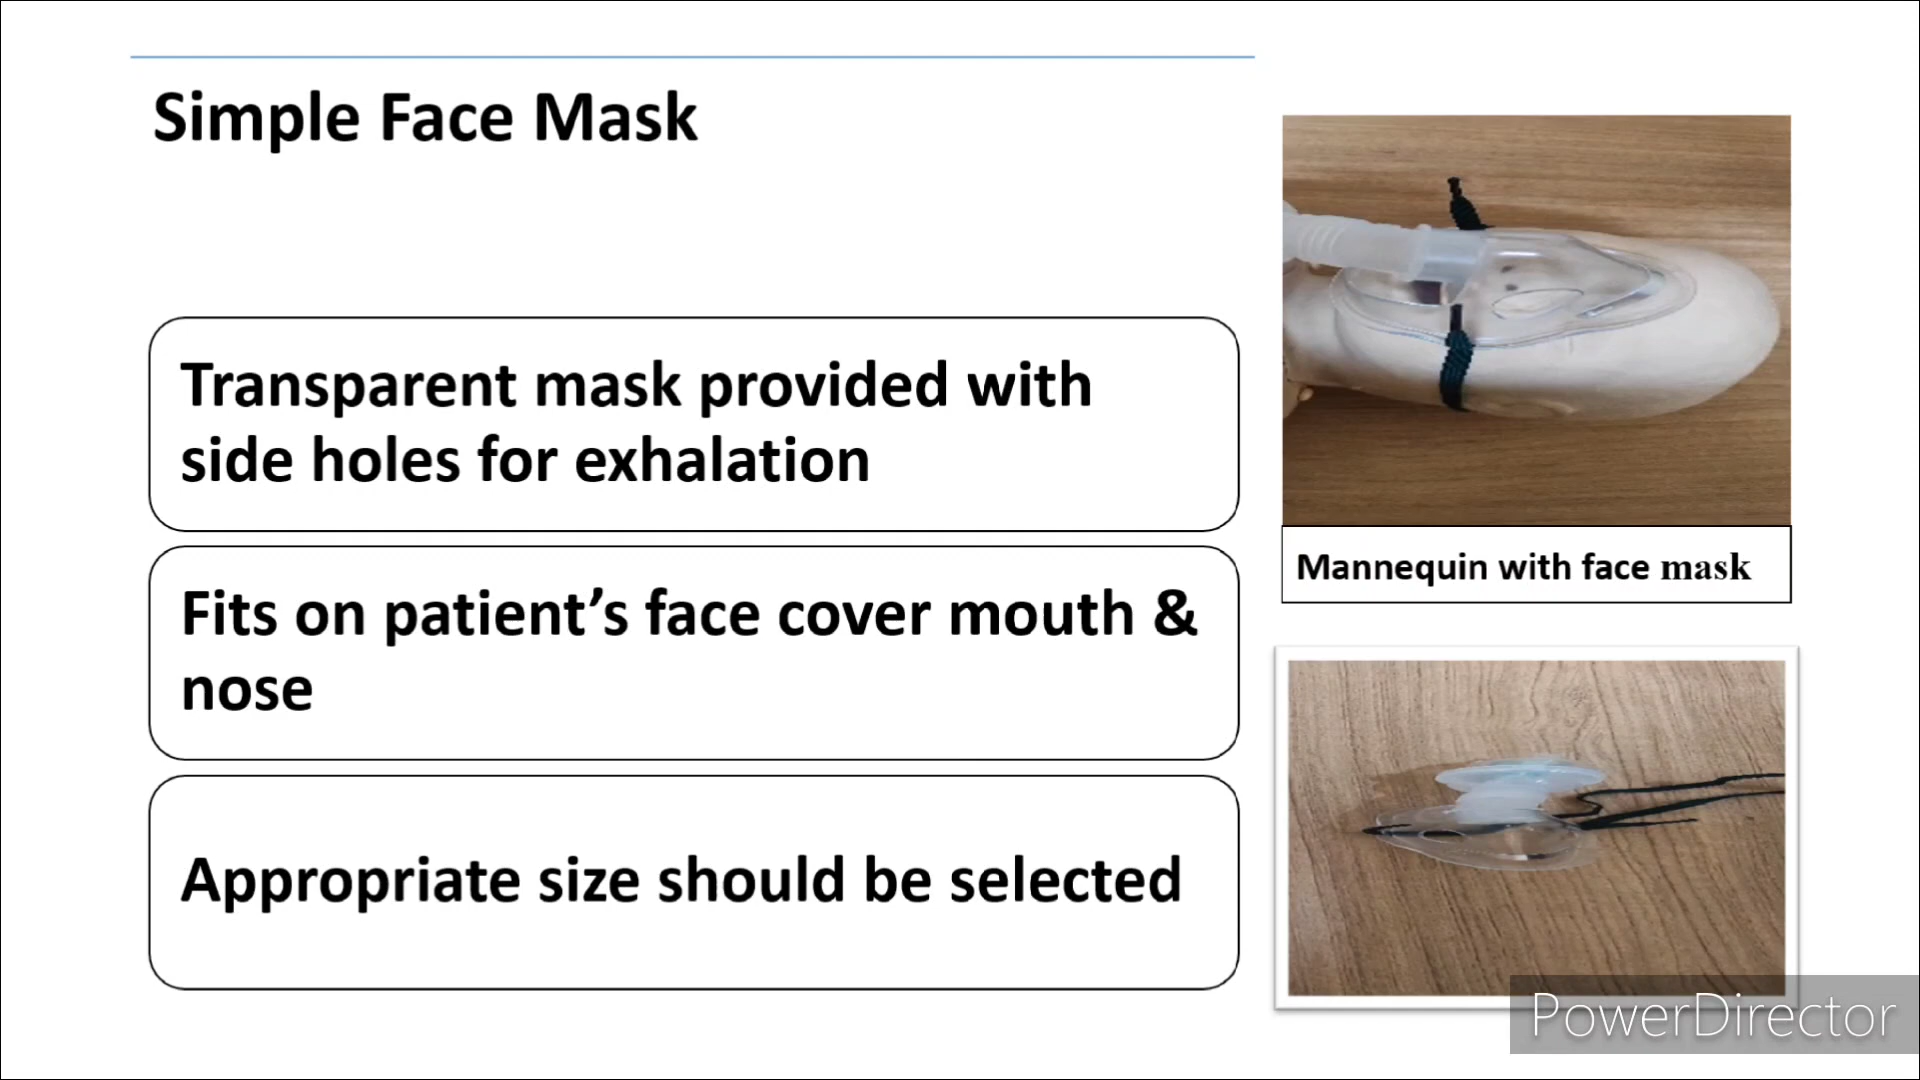 Simple Face Mask
Transparent mask provided with
side holes for exhalation
Fits on patient’s face cover mouth &
nose
Appropriate size should be selected
Mannequin with face mask
PowerDirector